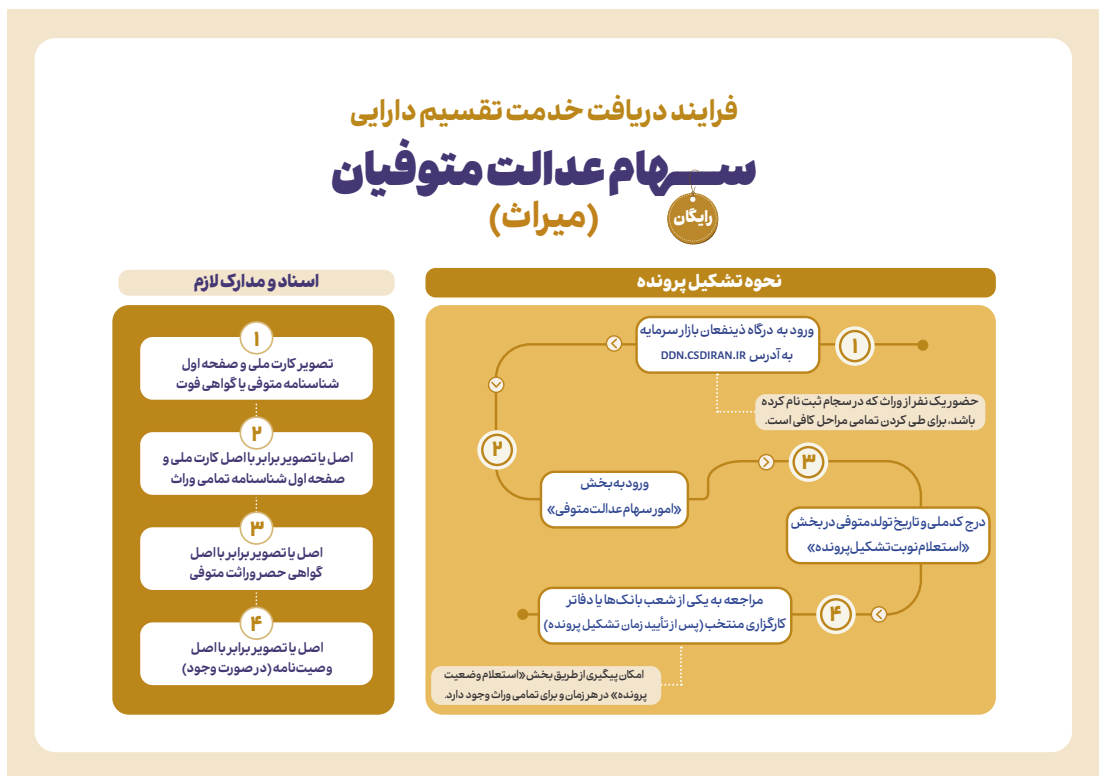 فرایند دریافت خدمت تقسیم دارایی
سهام عدالت متوفیان
(میراث)
رایگان
نحوه تشکیل پرونده
۱
ورود به درگاه ذینفعان بازار سرمایه
به آدرس DDN.CSDIRAN.IR
حضور یک نفر از وراث که در سجام ثبت نام کرده
باشد، برای طی کردن تمامی مراحل کافی است.
۲
ورود به بخش
«امور سهام عدالت متوفی»
۳
درج کدملی و تاریخ تولد متوفی در بخش
«استعلام نوبت تشکیل پرونده»
۴
مراجعه به یکی از شعب بانک‌ها یا دفاتر
کارگزاری منتخب (پس از تأیید زمان تشکیل پرونده)
امکان پیگیری از طریق بخش «استعلام وضعیت
پرونده» در هر زمان و برای تمامی وراث وجود دارد.
اسناد و مدارک لازم
۱
تصویر کارت ملی و صفحه اول
شناسنامه متوفی یا گواهی فوت
۲
اصل یا تصویر برابر با اصل کارت ملی و
صفحه اول شناسنامه تمامی وراث
۳
اصل یا تصویر برابر با اصل
گواهی حصر وراثت متوفی
۴
اصل یا تصویر برابر با اصل
وصیت‌نامه (در صورت وجود)